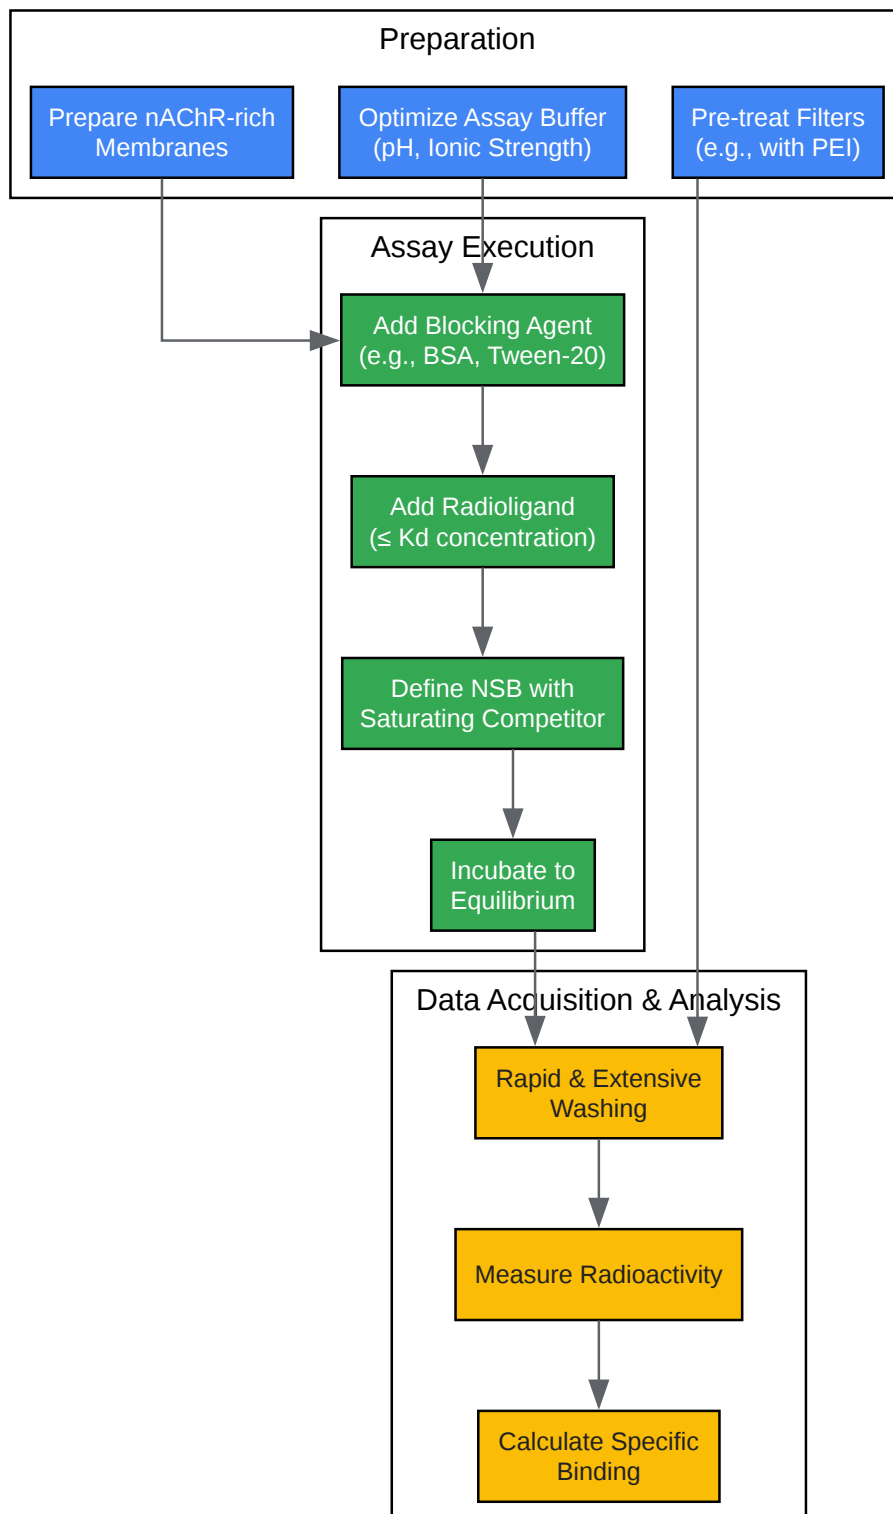 Preparation
Prepare nAChR-rich
Membranes
Optimize Assay Buffer
(pH, Ionic Strength)
Pre-treat Filters
(e.g., with PEI)
Assay Execution
Add Blocking Agent
(e.g., BSA, Tween-20)
Add Radioligand
(≤ Kd concentration)
Define NSB with
Saturating Competitor
Incubate to
Equilibrium
Data Acquisition & Analysis
Rapid & Extensive
Washing
Measure Radioactivity
Calculate Specific
Binding